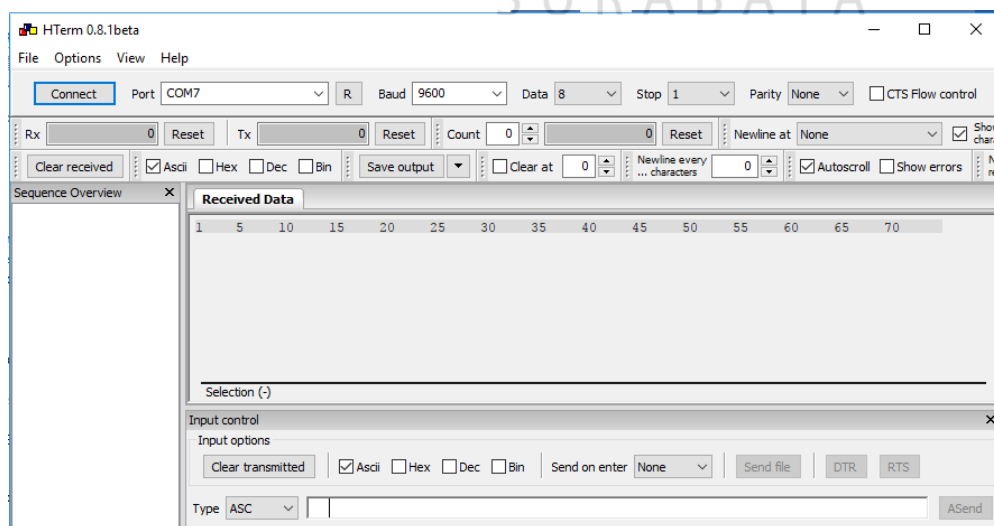 SURABAYA
HTerm 0.8.1beta
File Options View Help
Connect Port COM7 R Baud 9600 Data 8 Stop 1 Parity None CTS Flow control
Rx 0 Reset Tx 0 Reset Count 0 0 Reset Newline at None
Clear received Ascii Hex Dec Bin Save output Clear at 0 Newline every ... characters 0 Autoscroll Show errors
Sequence Overview
Received Data
1 5 10 15 20 25 30 35 40 45 50 55 60 65 70
Selection (-)
Input control
Input options
Clear transmitted Ascii Hex Dec Bin Send on enter None Send file DTR RTS
Type ASC ASend